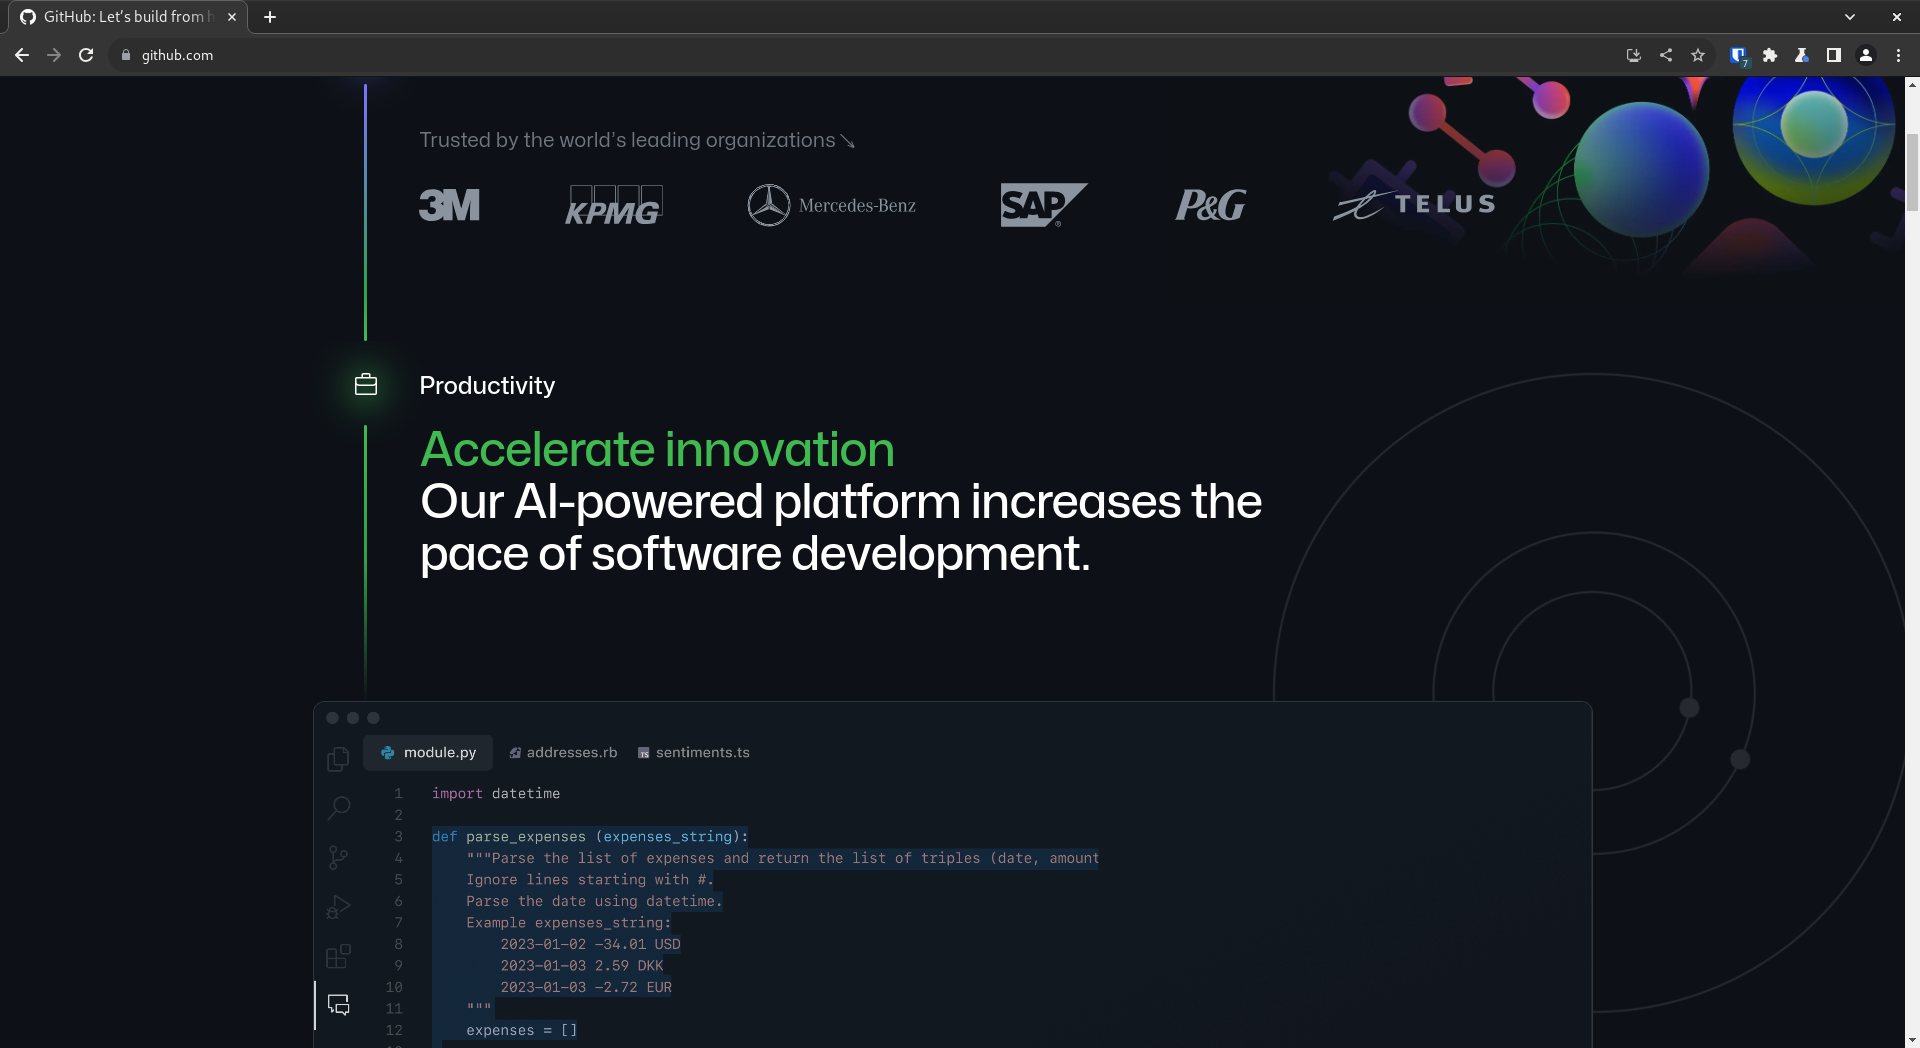 GitHub: Let's build from h
github.com
7
Trusted by the world's leading organizations
3M
KPMG
Mercedes-Benz
SAP
®
P&G
TELUS
Productivity
Accelerate innovation
Our AI-powered platform increases the
pace of software development.
module.py
addresses.rb
TS
sentiments.ts
1 import datetime
2
3 def parse_expenses (expenses_string):
4 """Parse the list of expenses and return the list of triples (date, amount
5 Ignore lines starting with #.
6 Parse the date using datetime.
7 Example expenses_string:
8 2023-01-02 -34.01 USD
9 2023-01-03 2.59 DKK
10 2023-01-03 -2.72 EUR
11 """
12 expenses = []